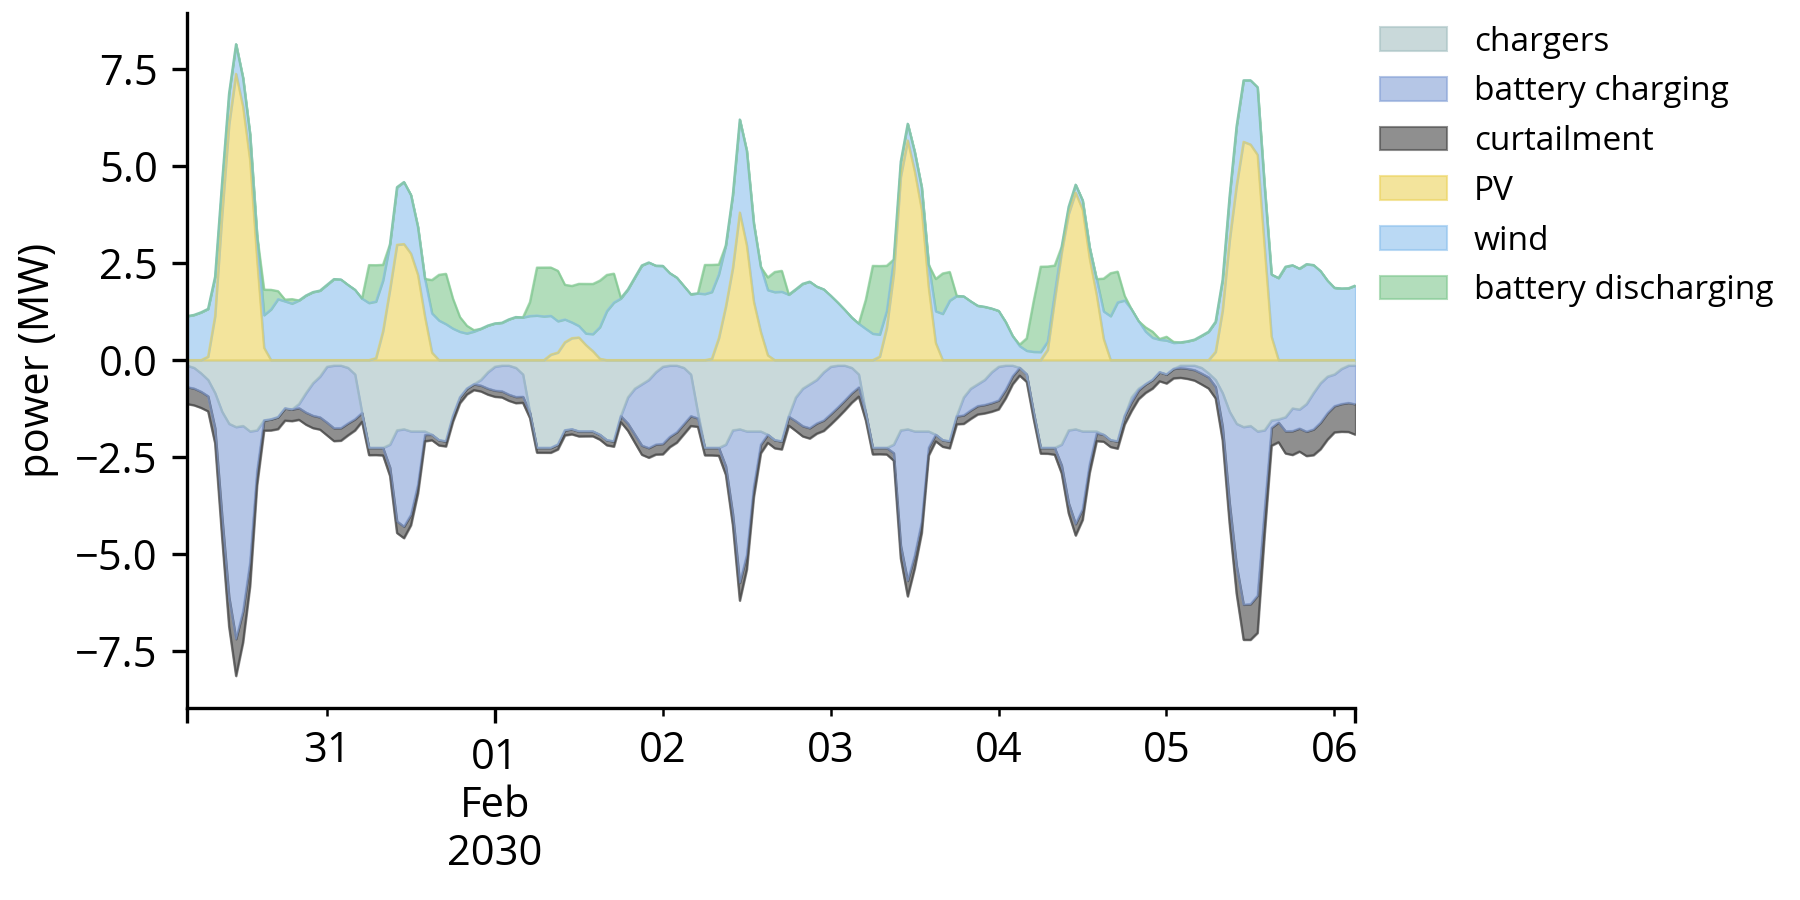 power (MW)
7.5
5.0
2.5
0.0
−2.5
−5.0
−7.5
31
01
02
03
04
05
06
Feb
2030
chargers
battery charging
curtailment
PV
wind
battery discharging